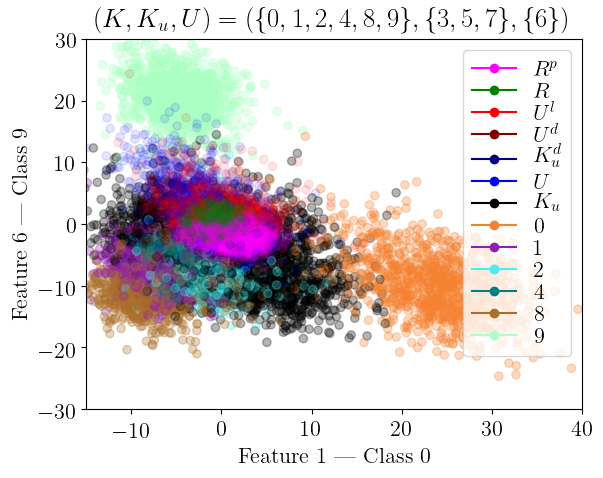 (K, K_u, U) = ({0, 1, 2, 4, 8, 9}, {3, 5, 7}, {6})
30
20
10
0
−10
−20
−30
Feature 6 — Class 9
R^p
R
U^l
U^d
K_u^d
U
K_u
0
1
2
4
8
9
−10
0
10
20
30
40
Feature 1 — Class 0